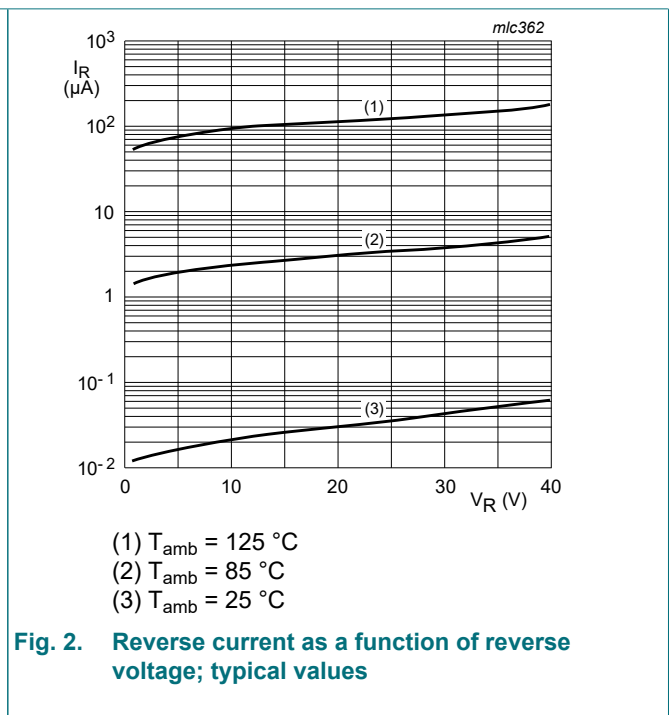 mlc362
10³
I_R
(μA)
(1)
10²
10
(2)
1
10⁻¹
(3)
10⁻²
0 10 20 30 40
V_R (V)
(1) T_amb = 125 °C
(2) T_amb = 85 °C
(3) T_amb = 25 °C
Fig. 2. Reverse current as a function of reverse
voltage; typical values